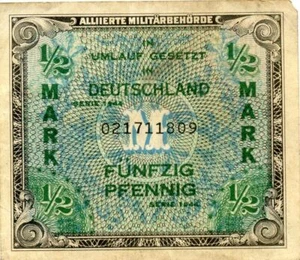 ALLIIERTE MILITÄRBEHÖRDE
1/2 1/2
IN
UMLAUF GESETZT
IN
DEUTSCHLAND
SERIE 1944
021711809
MARK MARK
M
FÜNFZIG
PFENNIG
SERIE 1944
1/2 1/2